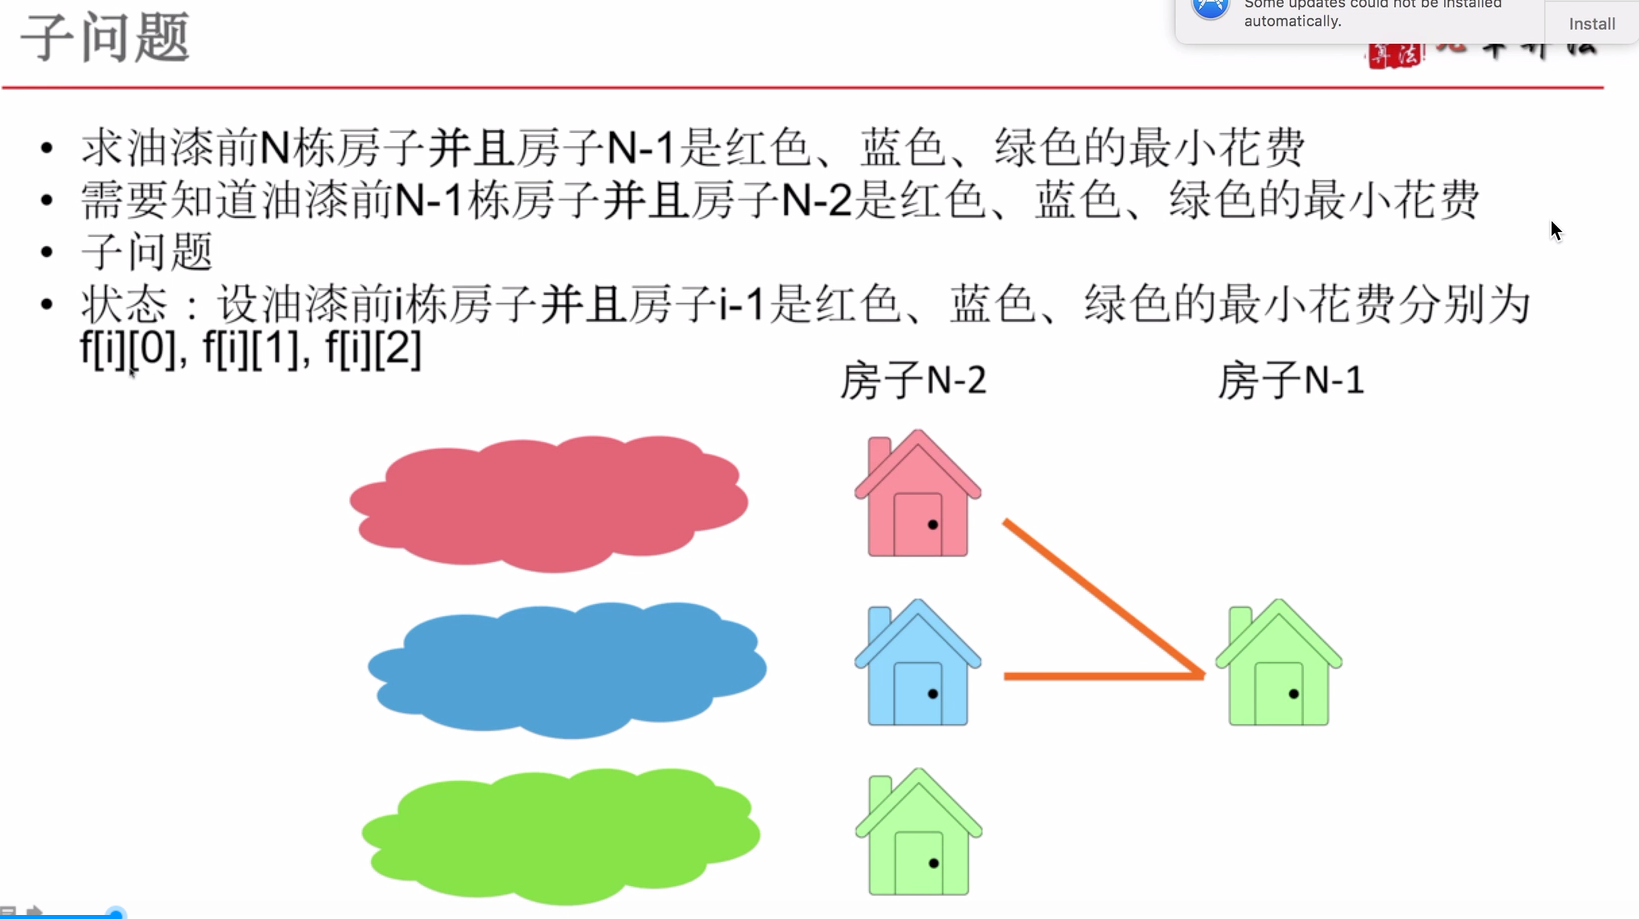 子问题
Some updates could not be installed
automatically.
Install
算法
• 求油漆前N栋房子并且房子N-1是红色、蓝色、绿色的最小花费
• 需要知道油漆前N-1栋房子并且房子N-2是红色、蓝色、绿色的最小花费
• 子问题
• 状态：设油漆前i栋房子并且房子i-1是红色、蓝色、绿色的最小花费分别为
f[i][0], f[i][1], f[i][2]
房子N-2
房子N-1